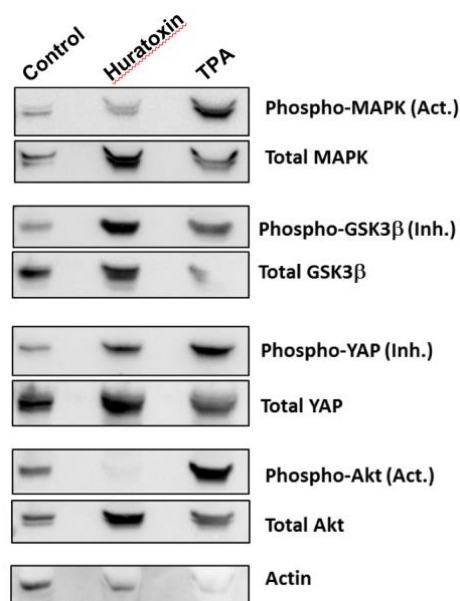 Control Huratoxin TPA
Phospho-MAPK (Act.)
Total MAPK
Phospho-GSK3β (Inh.)
Total GSK3β
Phospho-YAP (Inh.)
Total YAP
Phospho-Akt (Act.)
Total Akt
Actin